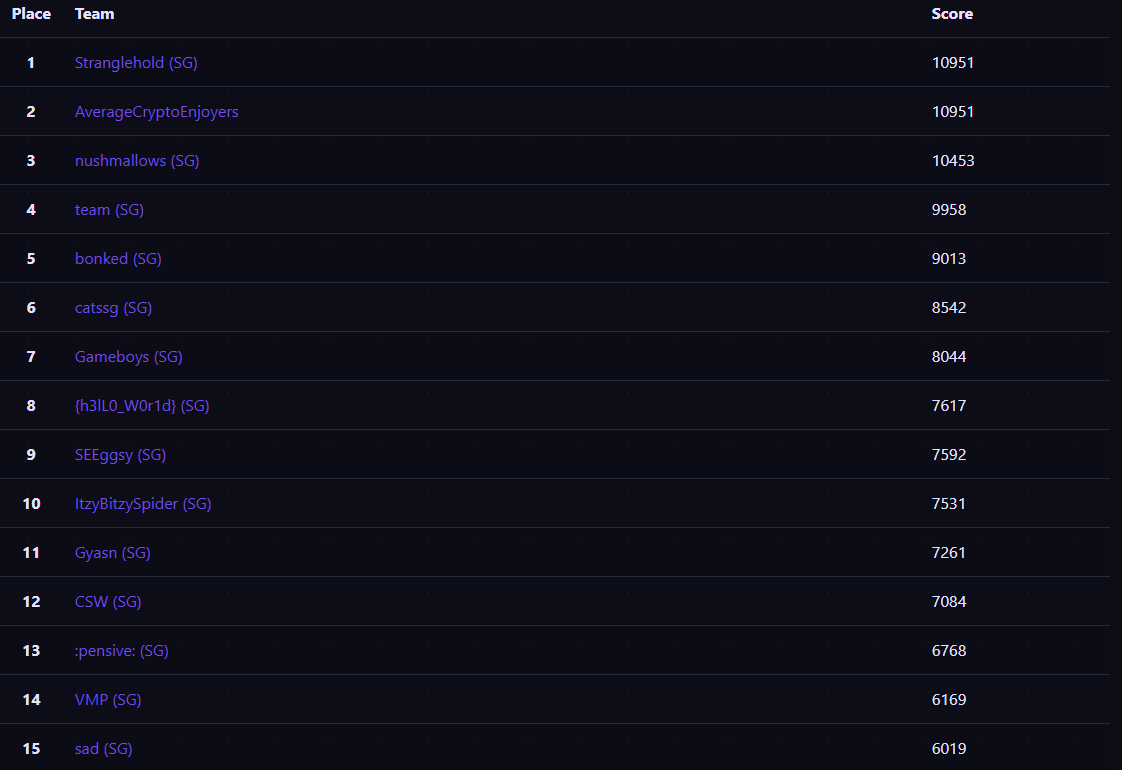 Place Team Score
1 Stranglehold (SG) 10951
2 AverageCryptoEnjoyers 10951
3 nushmallows (SG) 10453
4 team (SG) 9958
5 bonked (SG) 9013
6 catssg (SG) 8542
7 Gameboys (SG) 8044
8 {h3lL0_W0r1d} (SG) 7617
9 SEEggsy (SG) 7592
10 ItzyBitzySpider (SG) 7531
11 Gyasn (SG) 7261
12 CSW (SG) 7084
13 :pensive: (SG) 6768
14 VMP (SG) 6169
15 sad (SG) 6019